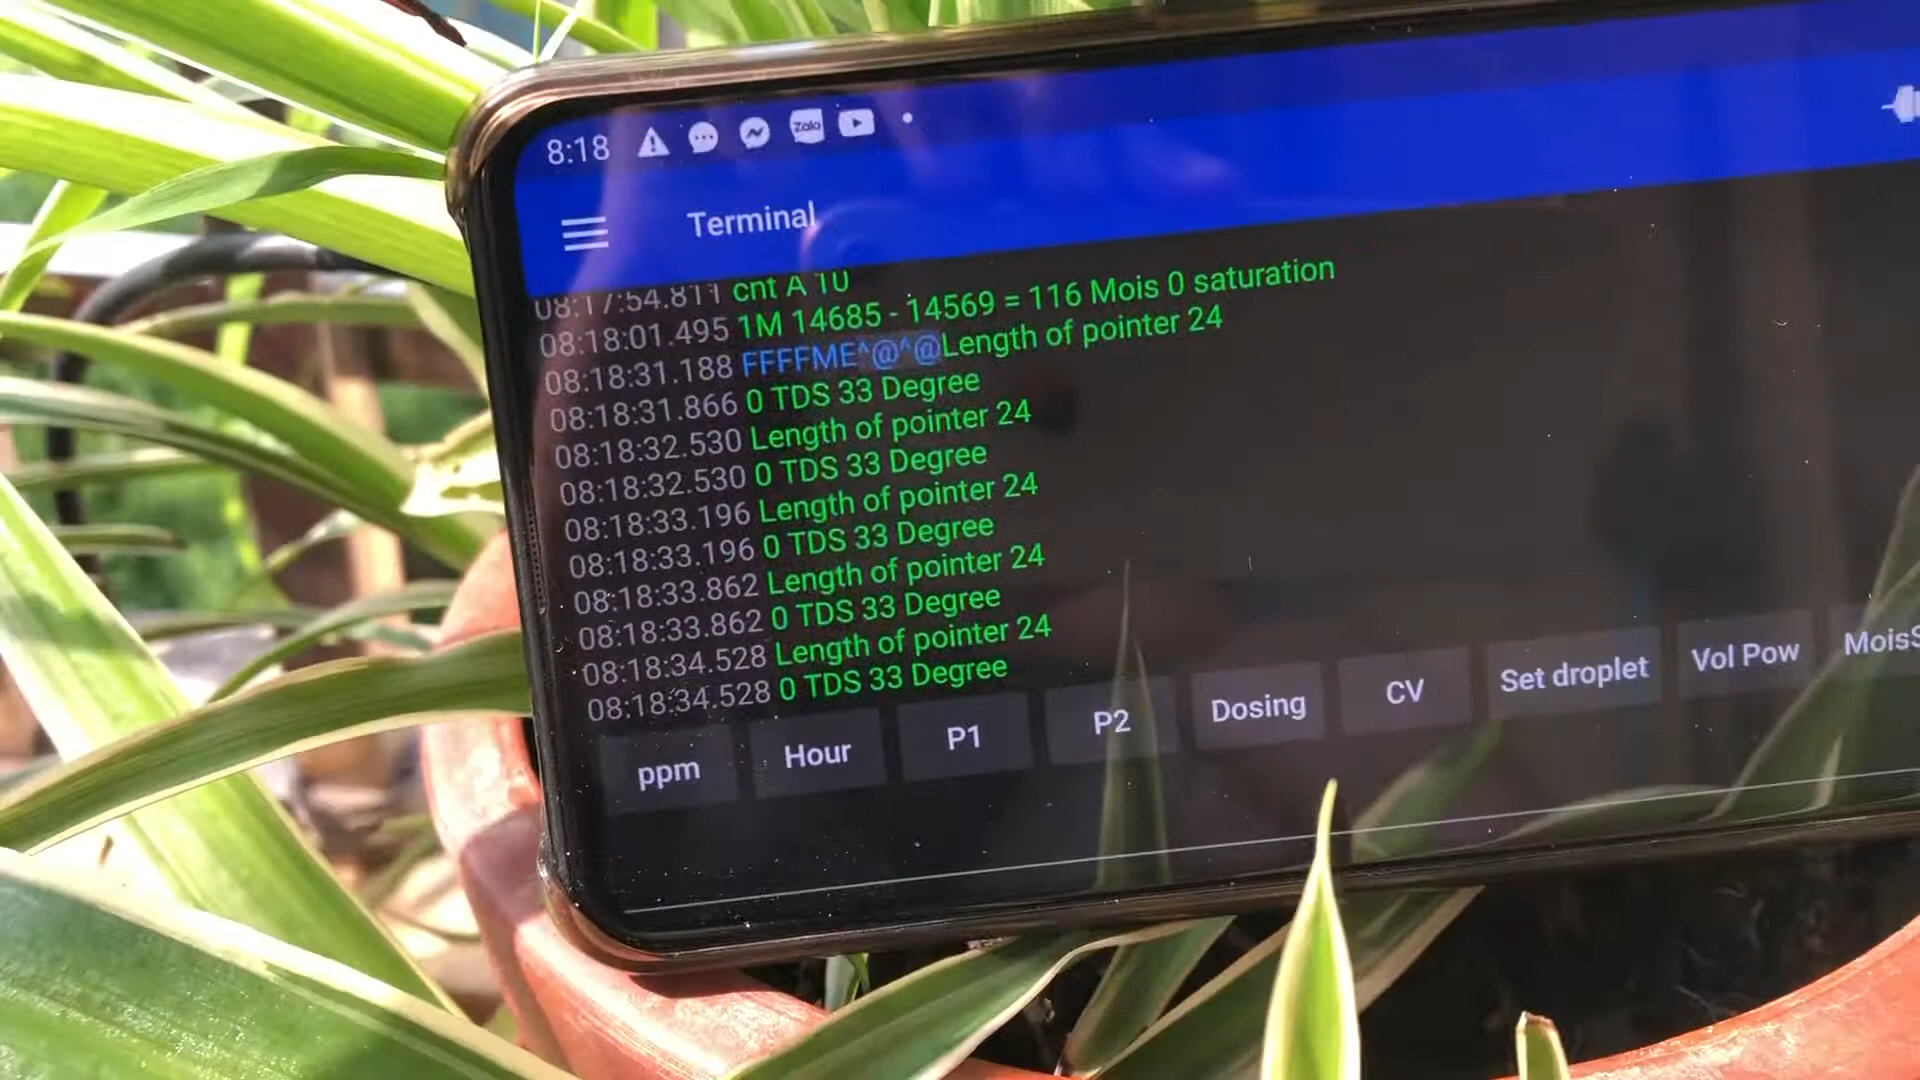 8:18 Zalo
Terminal
08:17:54.811 cnt A 10
08:18:01.495 1M 14685 - 14569 = 116 Mois 0 saturation
08:18:31.188 FFFFME^@^@Length of pointer 24
08:18:31.866 0 TDS 33 Degree
08:18:32.530 Length of pointer 24
08:18:32.530 0 TDS 33 Degree
08:18:33.196 Length of pointer 24
08:18:33.196 0 TDS 33 Degree
08:18:33.862 Length of pointer 24
08:18:33.862 0 TDS 33 Degree
08:18:34.528 Length of pointer 24
08:18:34.528 0 TDS 33 Degree
ppm Hour P1 P2 Dosing CV Set droplet Vol Pow MoisS